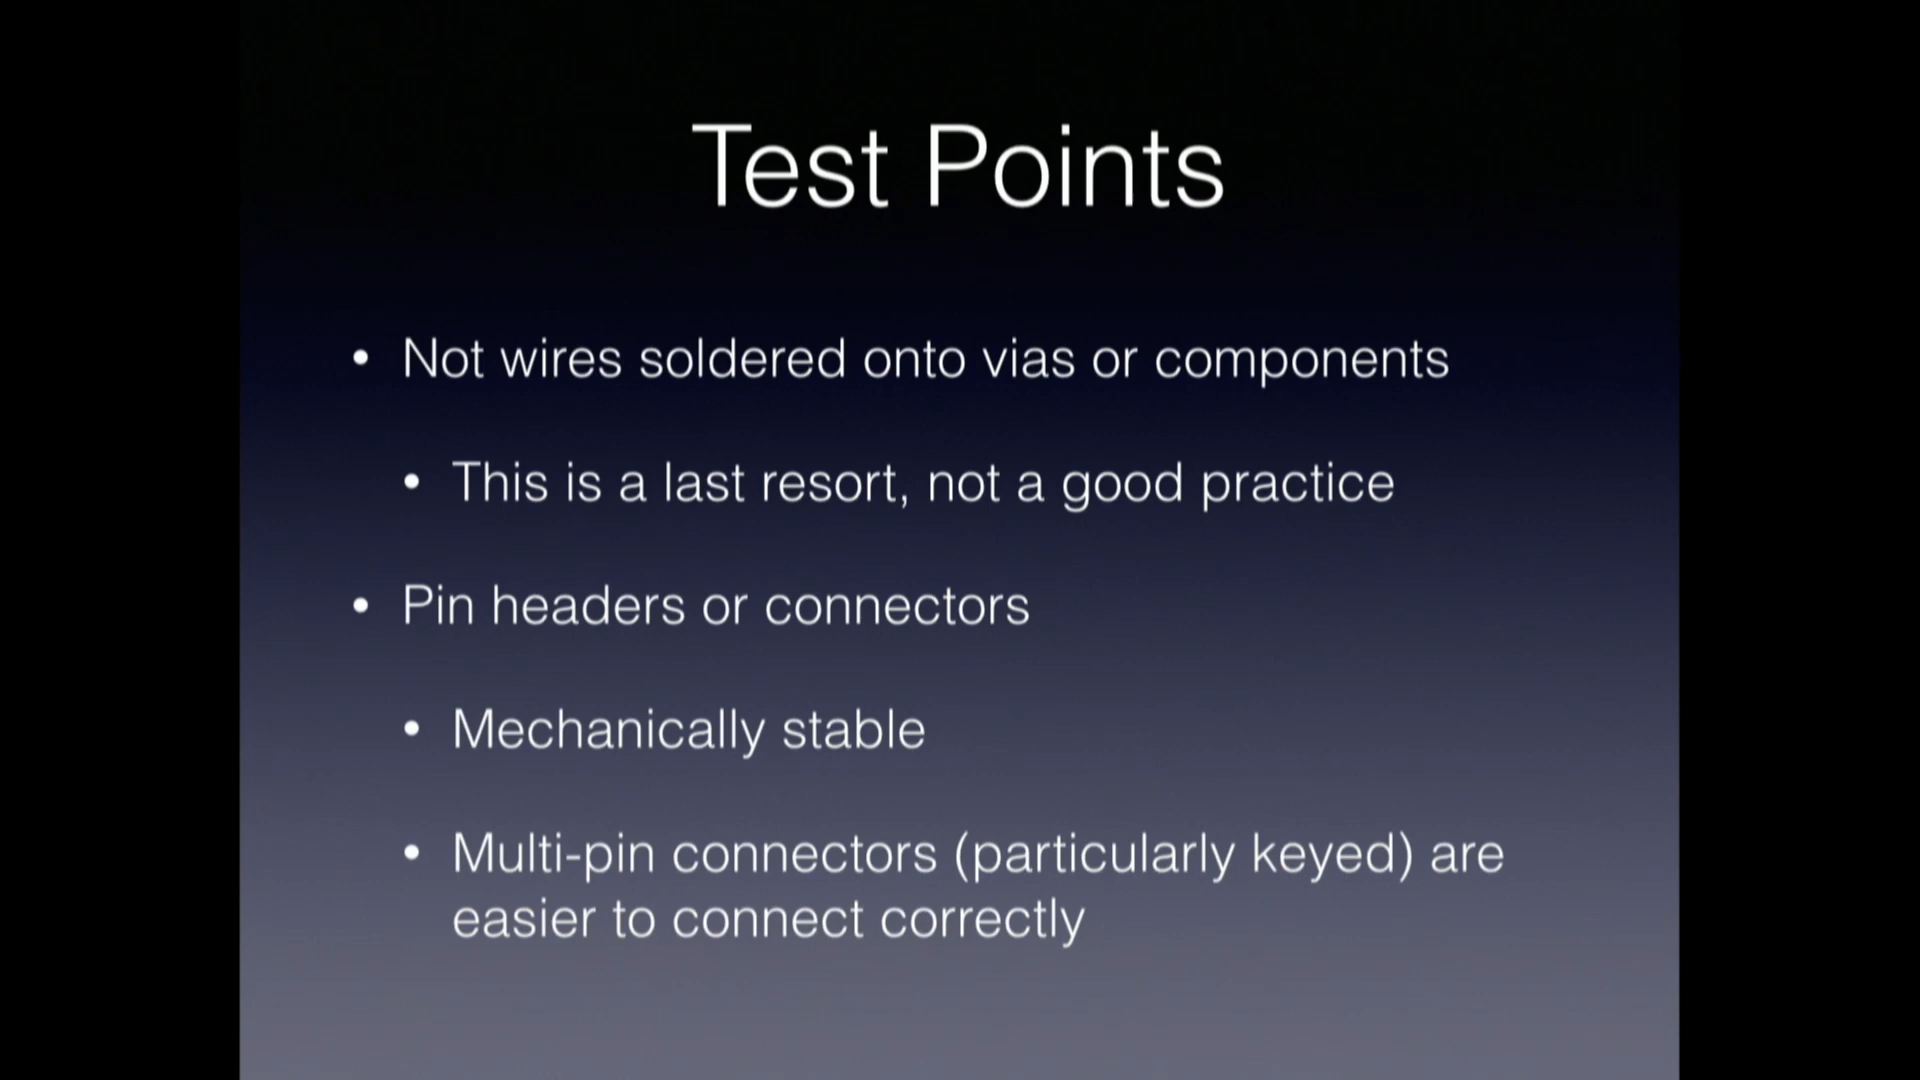 Test Points
• Not wires soldered onto vias or components
• This is a last resort, not a good practice
• Pin headers or connectors
• Mechanically stable
• Multi-pin connectors (particularly keyed) are
easier to connect correctly